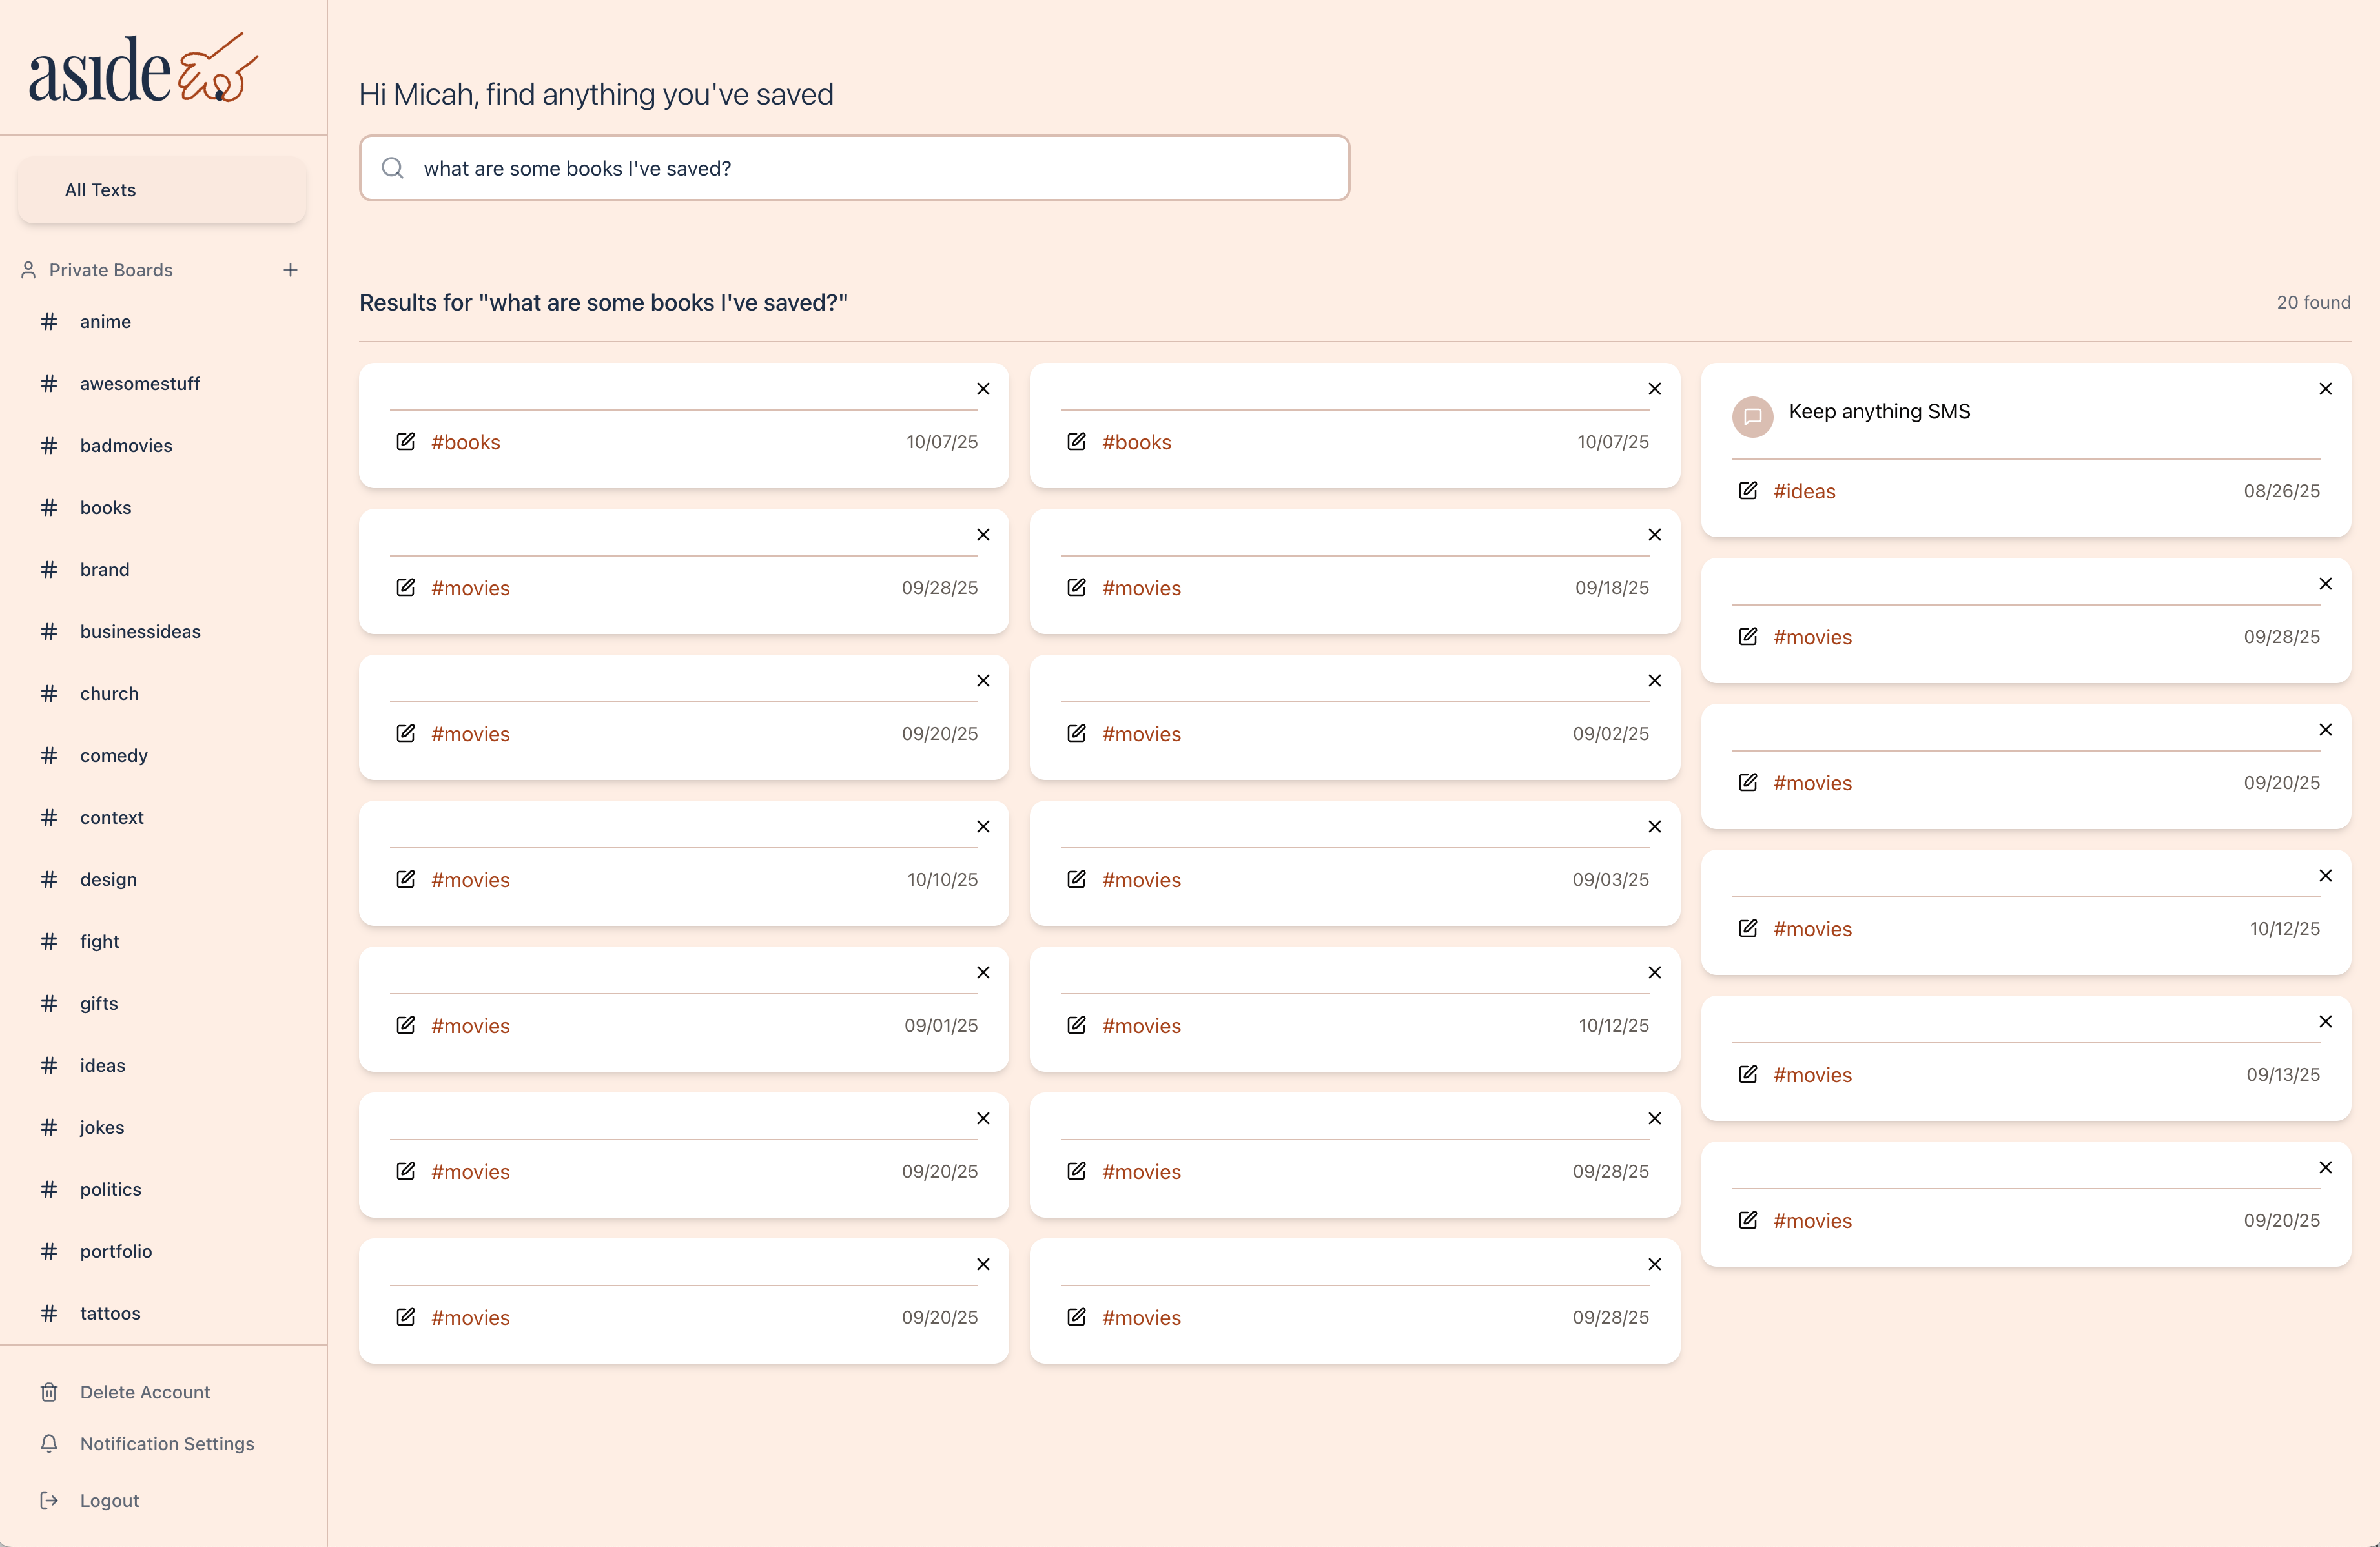 aside
All Texts
Private Boards
# anime
# awesomestuff
# badmovies
# books
# brand
# businessideas
# church
# comedy
# context
# design
# fight
# gifts
# ideas
# jokes
# politics
# portfolio
# tattoos
Delete Account
Notification Settings
Logout
Hi Micah, find anything you've saved
what are some books I've saved?
Results for "what are some books I've saved?"
20 found
#books 10/07/25
#movies 09/28/25
#movies 09/20/25
#movies 10/10/25
#movies 09/01/25
#movies 09/20/25
#movies 09/20/25
#books 10/07/25
#movies 09/18/25
#movies 09/02/25
#movies 09/03/25
#movies 10/12/25
#movies 09/28/25
#movies 09/28/25
Keep anything SMS
#ideas 08/26/25
#movies 09/28/25
#movies 09/20/25
#movies 10/12/25
#movies 09/13/25
#movies 09/20/25